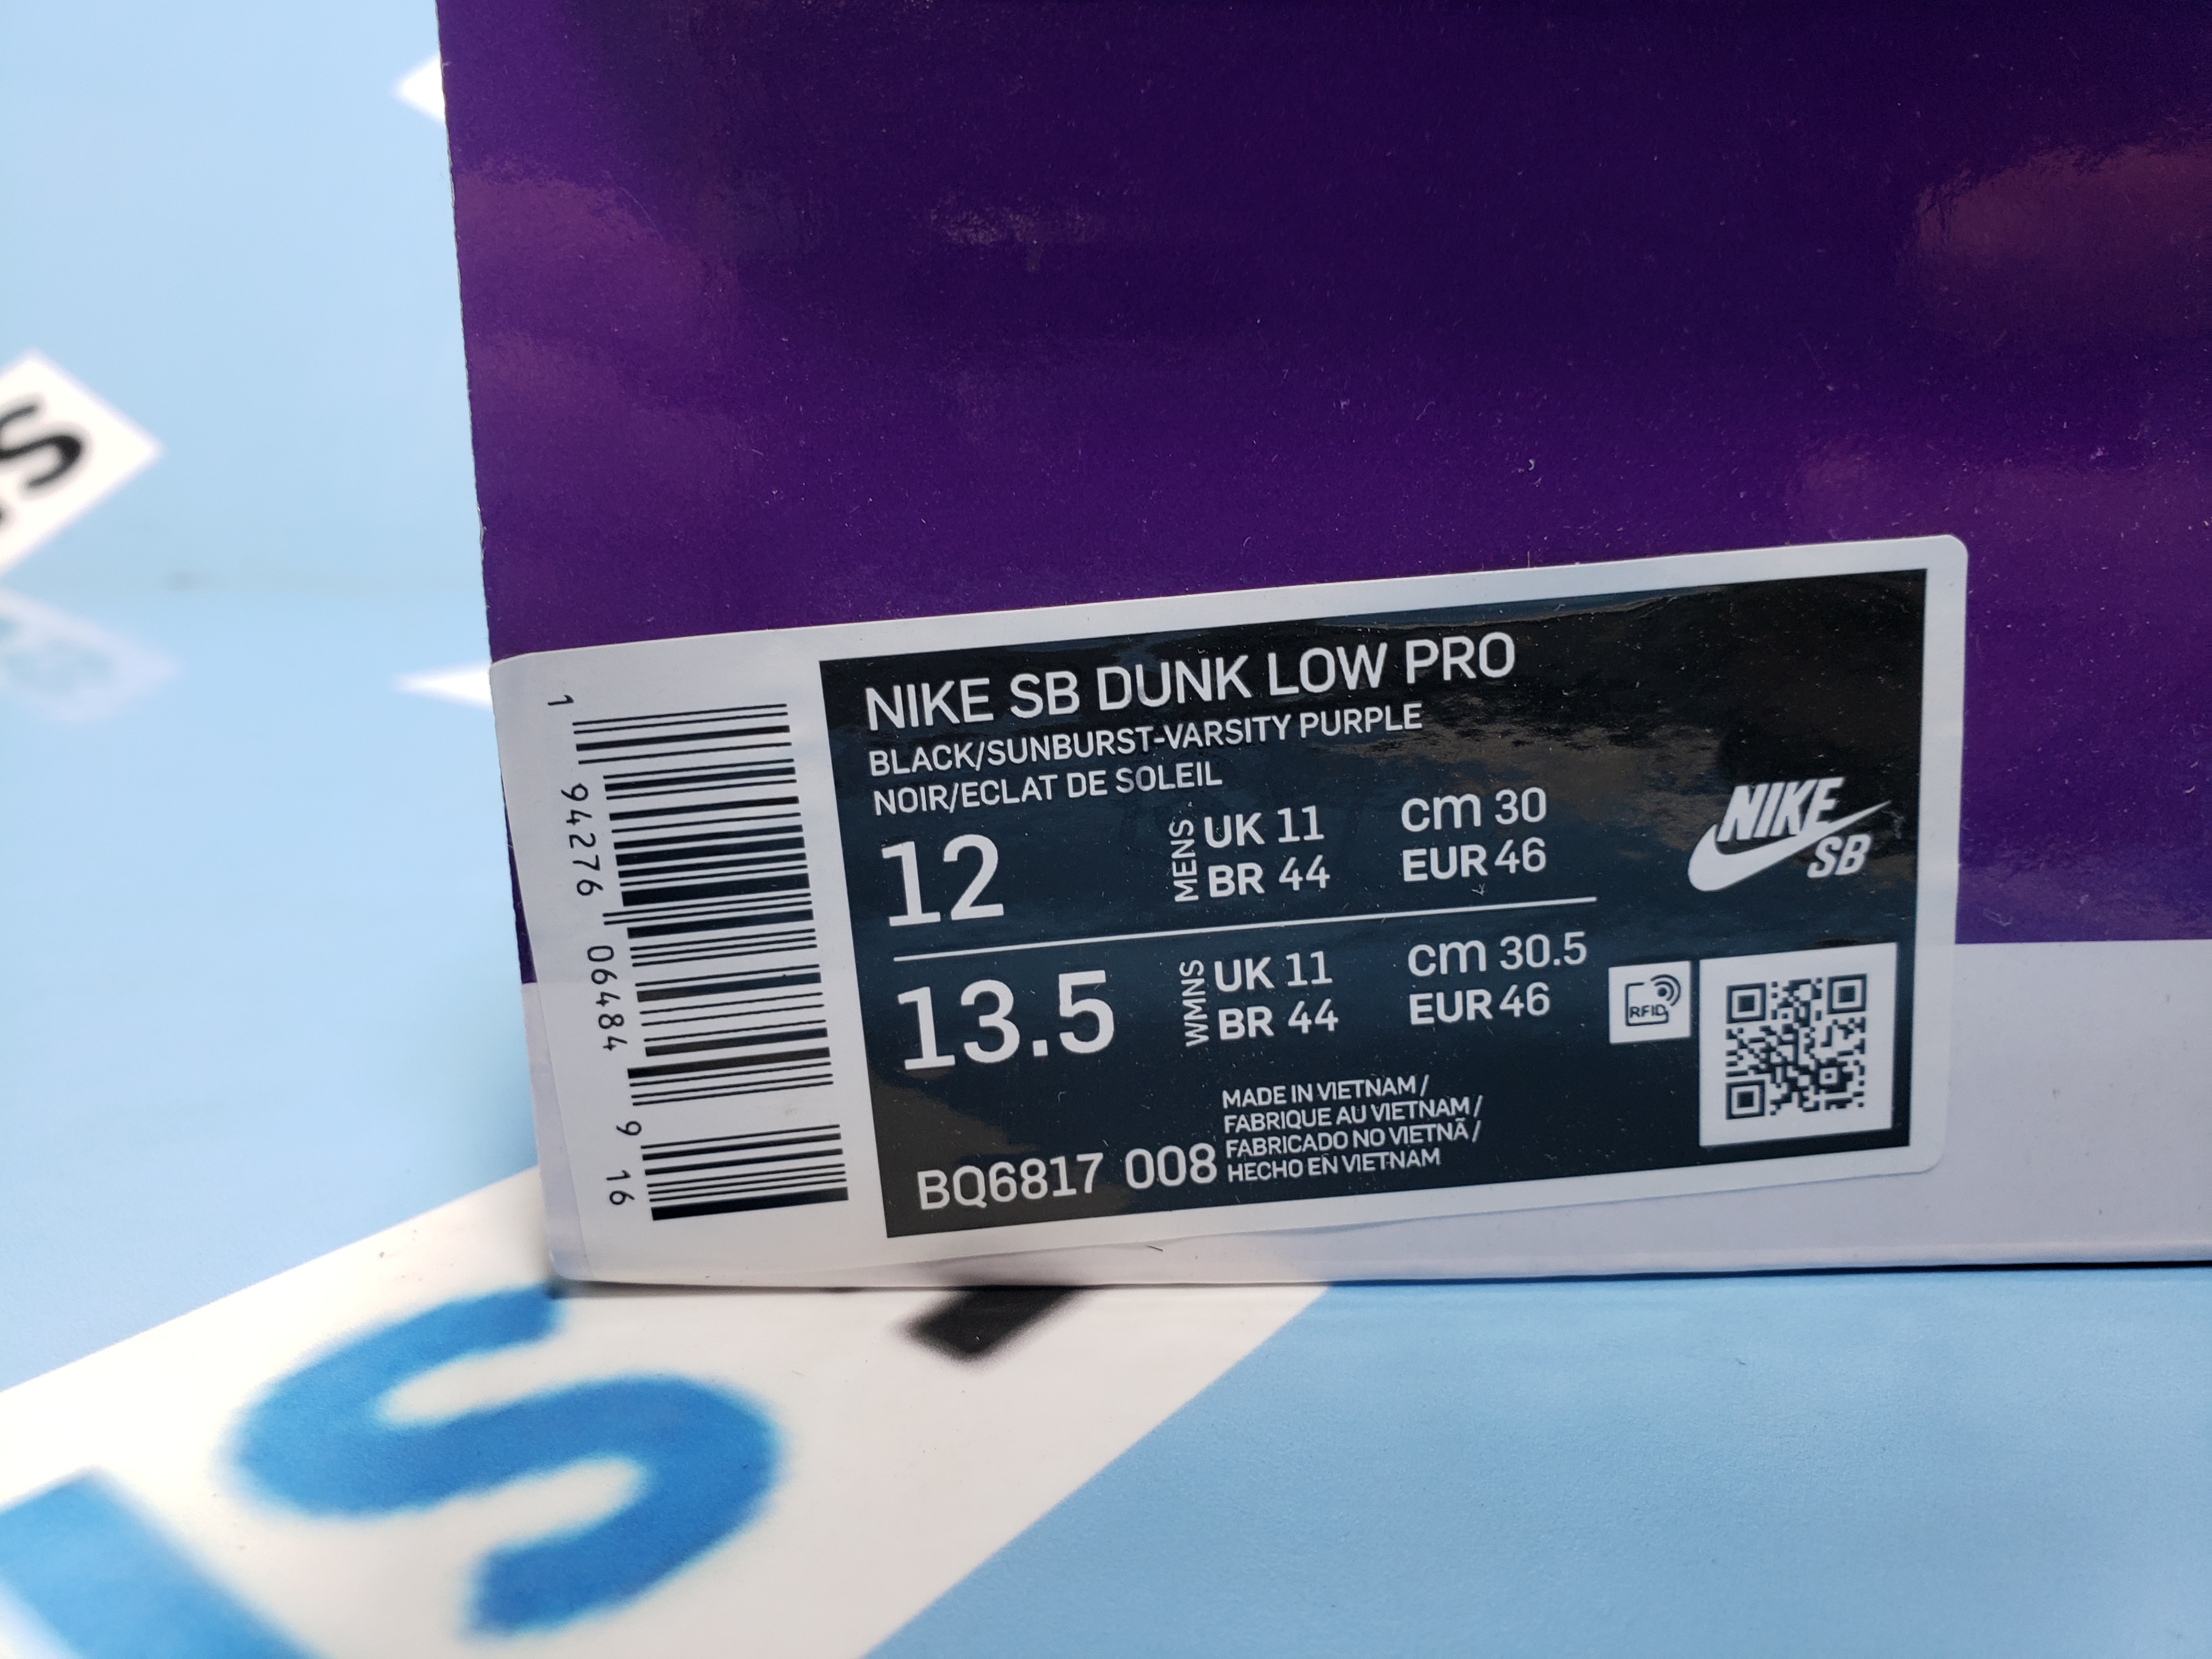 S
NIKE SB DUNK LOW PRO
BLACK/SUNBURST-VARSITY PURPLE
NOIR/ECLAT DE SOLEIL
12
MENS
UK 11
BR 44
cm 30
EUR 46
NIKE
SB
13.5
WMNS
UK 11
BR 44
cm 30.5
EUR 46
RFID
MADE IN VIETNAM /
FABRIQUE AU VIETNAM /
FABRICADO NO VIETNÃ /
HECHO EN VIETNAM
BQ6817 008
1 94276 06484 9 16
S